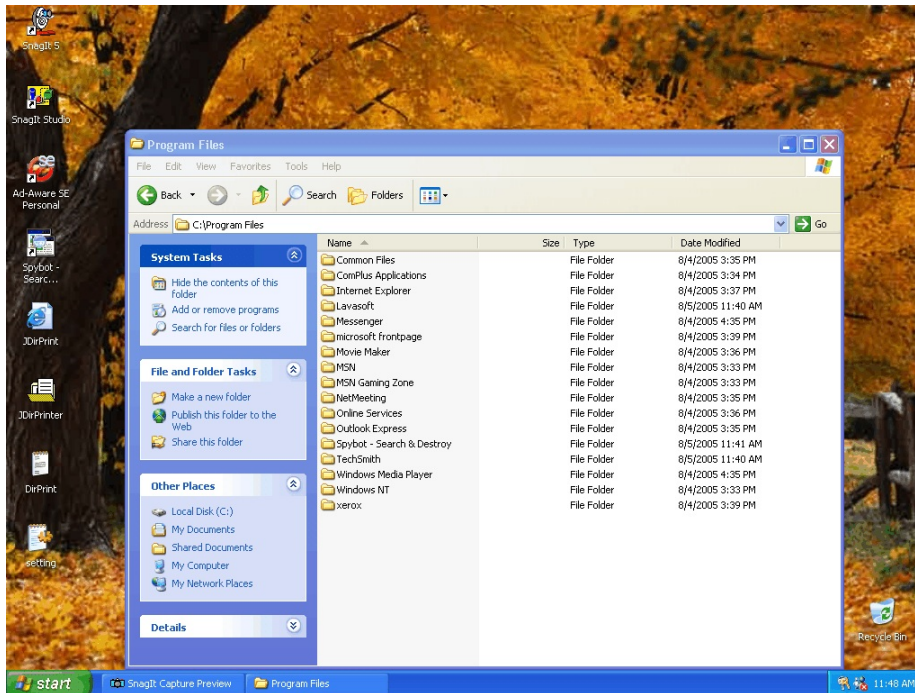 SnagIt 5
SnagIt Studio
Ad-Aware SE
Personal
Spybot -
Searc...
JDirPrint
JDirPrinter
DirPrint
setting
Program Files
File Edit View Favorites Tools Help
Back Search Folders
Address C:\Program Files Go
System Tasks
Hide the contents of this
folder
Add or remove programs
Search for files or folders
File and Folder Tasks
Make a new folder
Publish this folder to the
Web
Share this folder
Other Places
Local Disk (C:)
My Documents
Shared Documents
My Computer
My Network Places
Details
Name Size Type Date Modified
Common Files File Folder 8/4/2005 3:35 PM
ComPlus Applications File Folder 8/4/2005 3:34 PM
Internet Explorer File Folder 8/4/2005 3:37 PM
Lavasoft File Folder 8/5/2005 11:40 AM
Messenger File Folder 8/4/2005 4:35 PM
microsoft frontpage File Folder 8/4/2005 3:39 PM
Movie Maker File Folder 8/4/2005 3:36 PM
MSN File Folder 8/4/2005 3:33 PM
MSN Gaming Zone File Folder 8/4/2005 3:33 PM
NetMeeting File Folder 8/4/2005 3:35 PM
Online Services File Folder 8/4/2005 3:36 PM
Outlook Express File Folder 8/4/2005 3:35 PM
Spybot - Search & Destroy File Folder 8/5/2005 11:41 AM
TechSmith File Folder 8/5/2005 11:40 AM
Windows Media Player File Folder 8/4/2005 4:35 PM
Windows NT File Folder 8/4/2005 3:33 PM
xerox File Folder 8/4/2005 3:39 PM
Recycle Bin
start SnagIt Capture Preview Program Files 11:48 AM